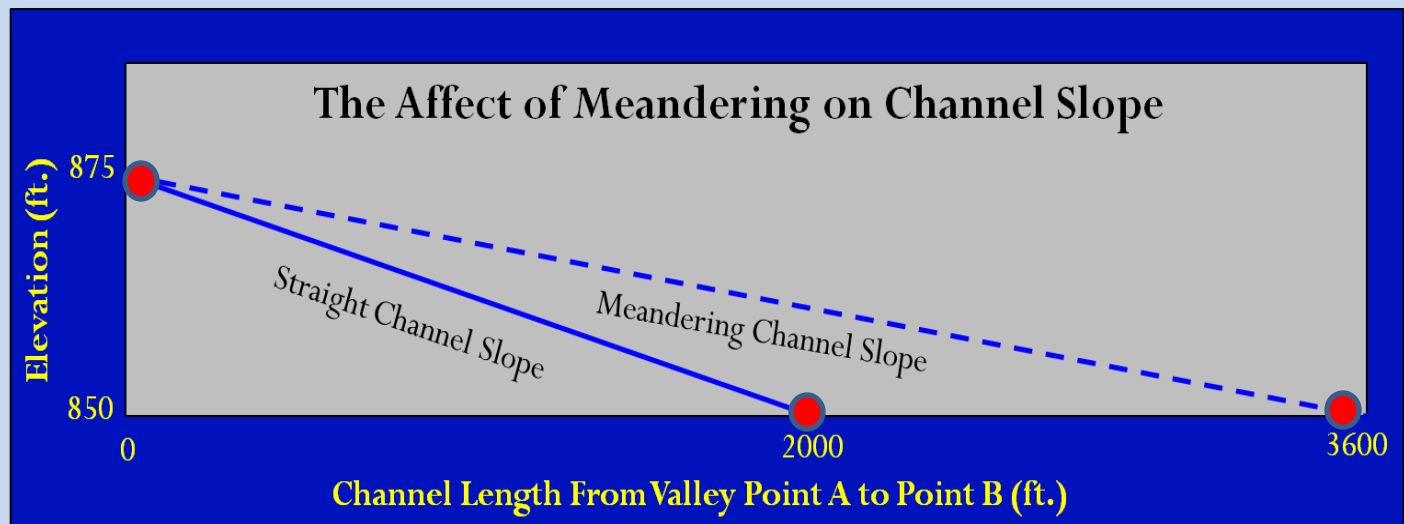 The Affect of Meandering on Channel Slope
875
Elevation (ft.)
Straight Channel Slope
Meandering Channel Slope
850
0
2000
3600
Channel Length From Valley Point A to Point B (ft.)